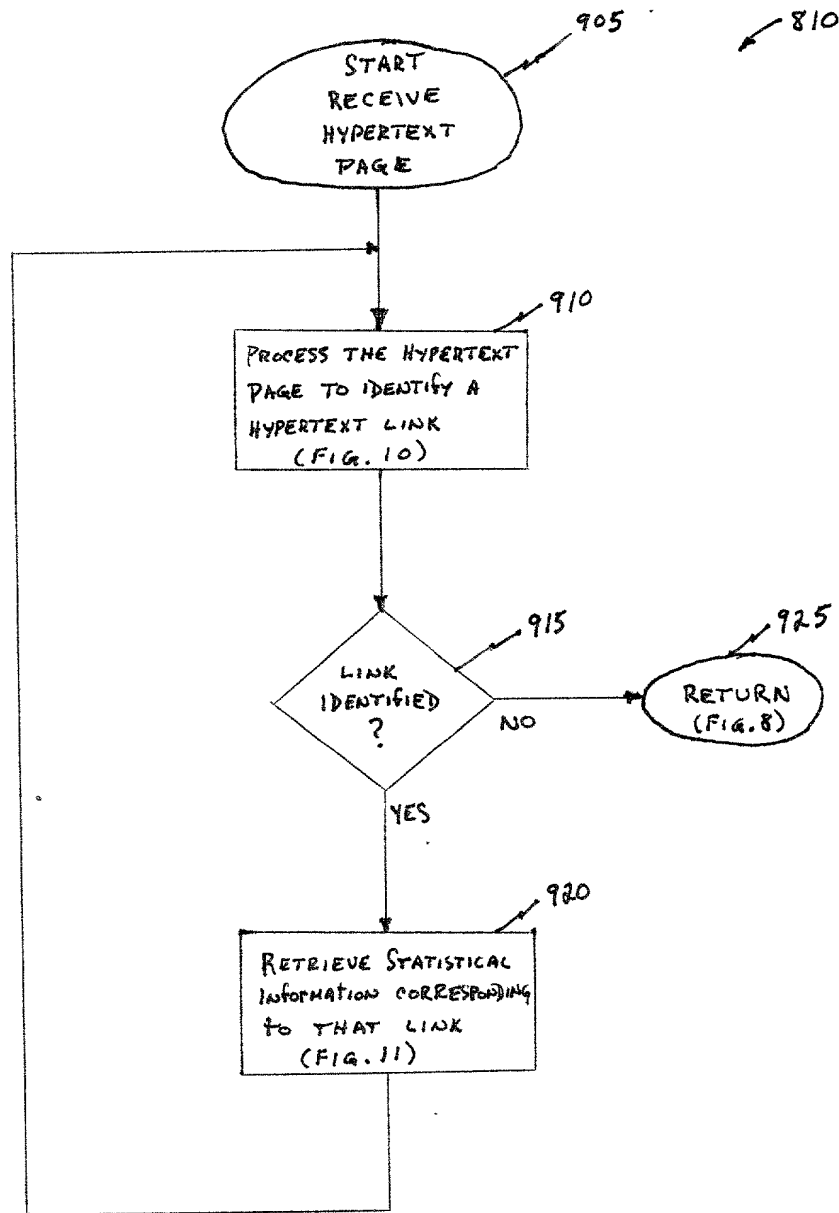 905
810
START
RECEIVE
HYPERTEXT
PAGE
910
PROCESS THE HYPERTEXT
PAGE TO IDENTIFY A
HYPERTEXT LINK
(FIG. 10)
915
LINK
IDENTIFIED
?
NO
925
RETURN
(FIG. 8)
YES
920
RETRIEVE STATISTICAL
INFORMATION CORRESPONDING
TO THAT LINK
(FIG. 11)